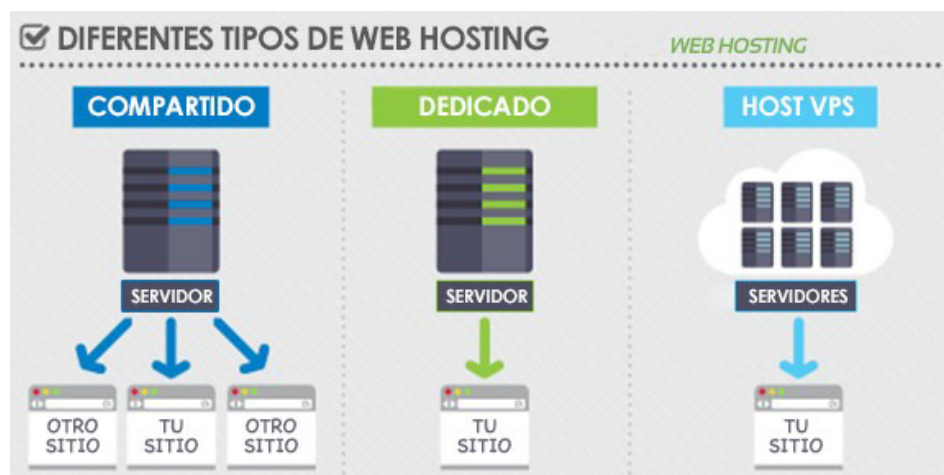 DIFERENTES TIPOS DE WEB HOSTING
WEB HOSTING
COMPARTIDO
SERVIDOR
OTRO
SITIO
TU
SITIO
OTRO
SITIO
DEDICADO
SERVIDOR
TU
SITIO
HOST VPS
SERVIDORES
TU
SITIO